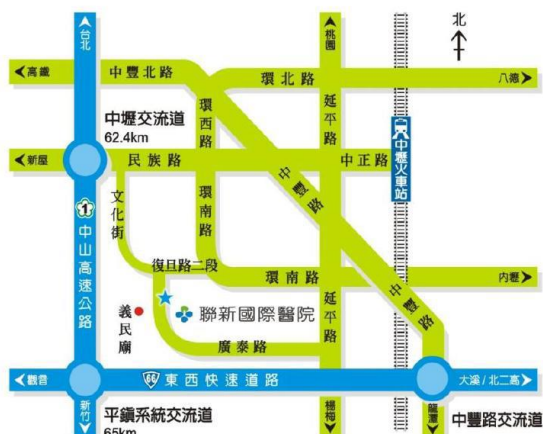 台北
桃園
北
高鐵
中豐北路
環北路
八德
中壢交流道
62.4km
環西路
延平路
中壢火車站
新屋
民族路
中正路
文化街
環南路
中豐路
1
中山高速公路
復旦路二段
環南路
內壢
義民廟
聯新國際醫院
延平路
中豐路
廣泰路
觀音
66
東西快速道路
大溪/北二高
新竹
平鎮系統交流道
65km
楊梅
龍潭
中豐路交流道